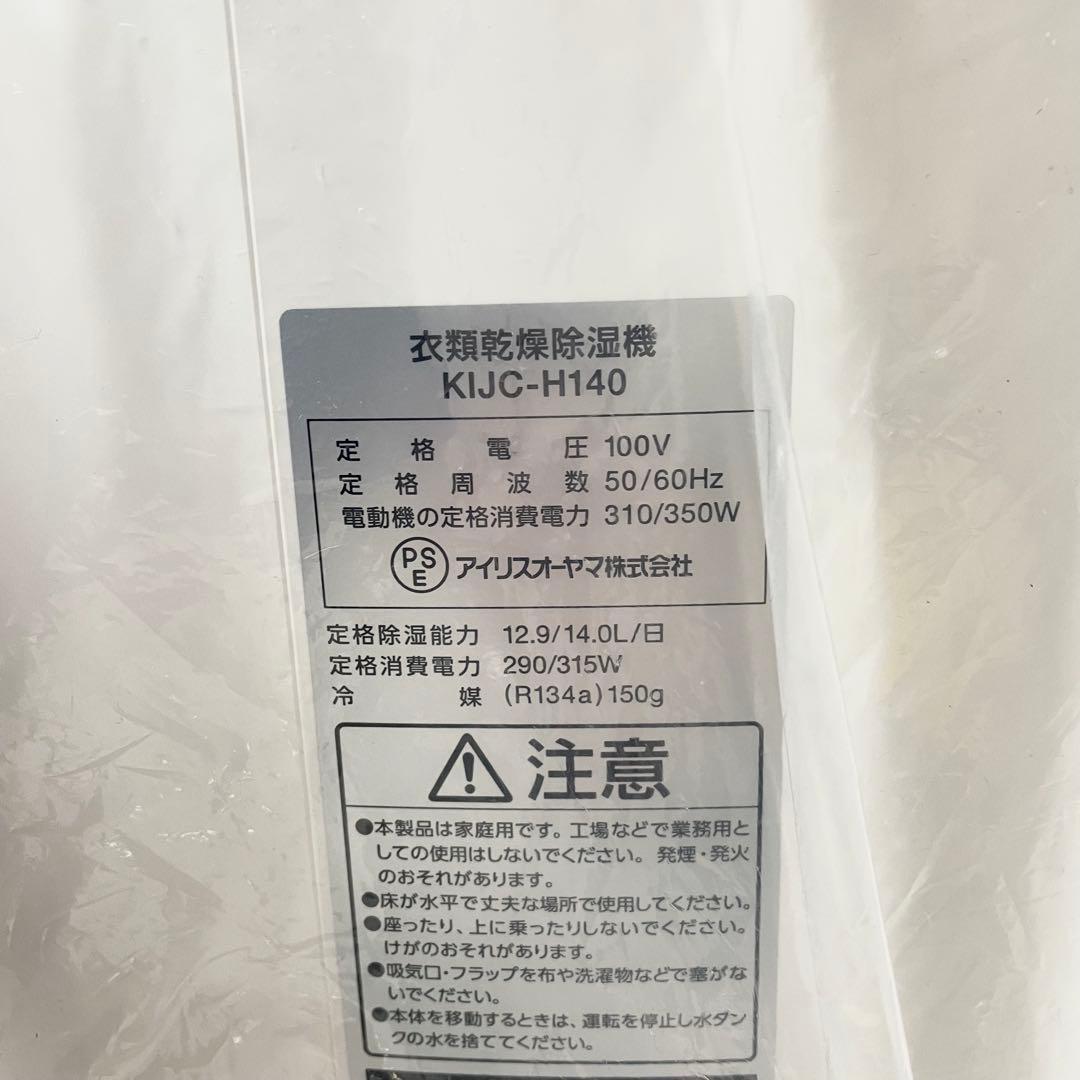 衣類乾燥除湿機
KIJC-H140
定格電圧 100V
定格周波数 50/60Hz
電動機の定格消費電力 310/350W
PSE アイリスオーヤマ株式会社
定格除湿能力 12.9/14.0L/日
定格消費電力 290/315W
冷媒 (R134a)150g
注意
●本製品は家庭用です。工場などで業務用と
しての使用はしないでください。発煙・発火
のおそれがあります。
●床が水平で丈夫な場所で使用してください。
●座ったり、上に乗ったりしないでください。
けがのおそれがあります。
●吸気口・フラップを布や洗濯物などで塞がな
いでください。
●本体を移動するときは、運転を停止し水タン
クの水を捨ててください。